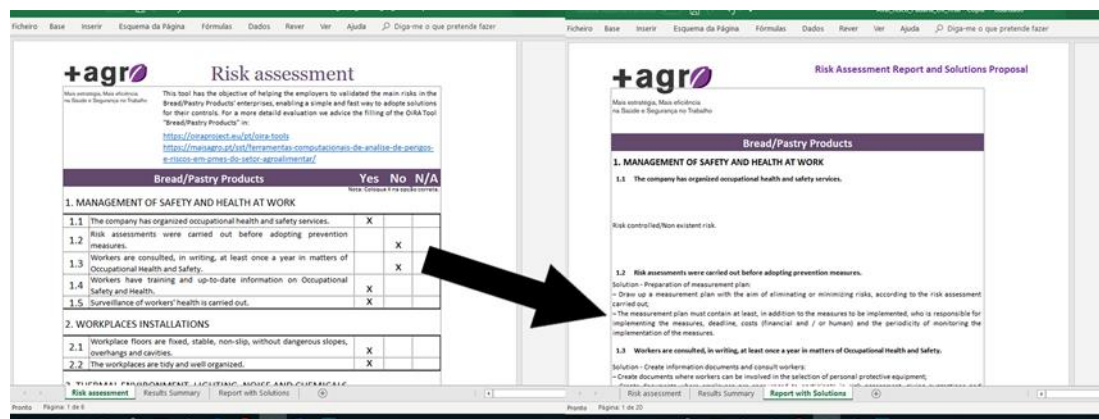 Ficheiro Base Inserir Esquema da Página Fórmulas Dados Rever Ver Ajuda Diga-me o que pretende fazer
+agro
Mais estratégia, Mais eficiência
na Saúde e Segurança no Trabalho
Risk assessment
This tool has the objective of helping the employers to validated the main risks in the
Bread/Pastry Products' enterprises, enabling a simple and fast way to adopte solutions
for their controls. For a more detaild evaluation we advice the filling of the OiRA Tool
"Bread/Pastry Products" in:
https://oiraproject.eu/pt/oira-tools
https://maisagro.pt/sst/ferramentas-computacionais-de-analise-de-perigos-
e-riscos-em-pmes-do-setor-agroalimentar/
Bread/Pastry Products Yes No N/A
Nota: Coloque X na opção correta.
1. MANAGEMENT OF SAFETY AND HEALTH AT WORK
1.1 The company has organized occupational health and safety services. X
1.2 Risk assessments were carried out before adopting prevention
measures. X
1.3 Workers are consulted, in writing, at least once a year in matters of
Occupational Health and Safety. X
1.4 Workers have training and up-to-date information on Occupational
Safety and Health. X
1.5 Surveillance of workers' health is carried out. X
2. WORKPLACES INSTALLATIONS
2.1 Workplace floors are fixed, stable, non-slip, without dangerous slopes,
overhangs and cavities. X
2.2 The workplaces are tidy and well organized. X
3. THERMAL ENVIRONMENT, LIGHTING, NOISE AND CHEMICALS
Risk assessment Results Summary Report with Solutions
Pronto Página: 1 de 6
Ficheiro Base Inserir Esquema da Página Fórmulas Dados Rever Ver Ajuda Diga-me o que pretende fazer
+agro
Mais estratégia, Mais eficiência
na Saúde e Segurança no Trabalho
Risk Assessment Report and Solutions Proposal
Bread/Pastry Products
1. MANAGEMENT OF SAFETY AND HEALTH AT WORK
1.1 The company has organized occupational health and safety services.
Risk controlled/Non existent risk.
1.2 Risk assessments were carried out before adopting prevention measures.
Solution - Preparation of measurement plan:
– Draw up a measurement plan with the aim of eliminating or minimizing risks, according to the risk assessment
carried out;
– The measurement plan must contain at least, in addition to the measures to be implemented, who is responsible for
implementing the measures, deadline, costs (financial and / or human) and the periodicity of monitoring the
implementation of the measures.
1.3 Workers are consulted, in writing, at least once a year in matters of Occupational Health and Safety.
Solution - Create information documents and consult workers:
– Create documents where workers can be involved in the selection of personal protective equipment;
Risk assessment Results Summary Report with Solutions
Pronto Página: 1 de 20